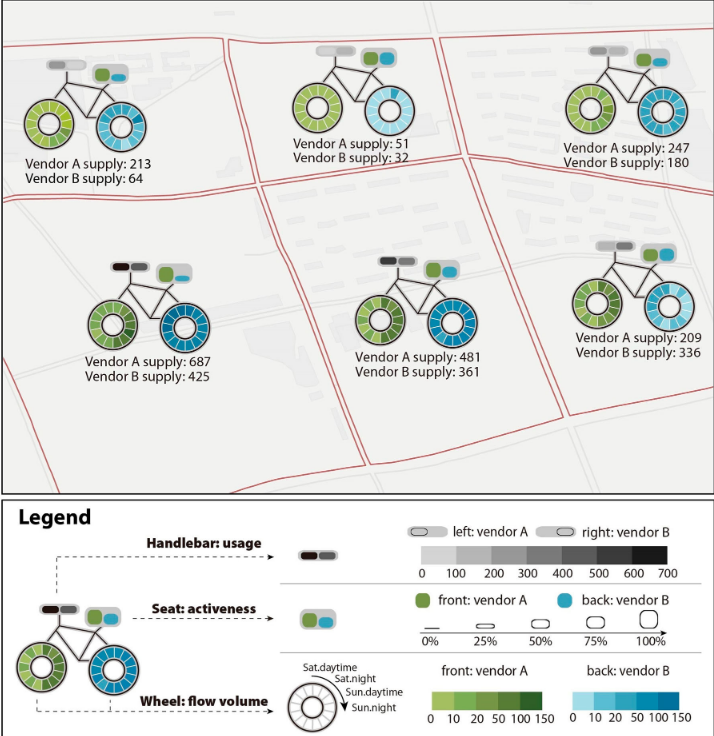 Vendor A supply: 213
Vendor B supply: 64
Vendor A supply: 51
Vendor B supply: 32
Vendor A supply: 247
Vendor B supply: 180
Vendor A supply: 687
Vendor B supply: 425
Vendor A supply: 481
Vendor B supply: 361
Vendor A supply: 209
Vendor B supply: 336
Legend
Handlebar: usage
left: vendor A right: vendor B
0 100 200 300 400 500 600 700
Seat: activeness
front: vendor A back: vendor B
0% 25% 50% 75% 100%
Wheel: flow volume
Sat.daytime
Sat.night
Sun.daytime
Sun.night
front: vendor A back: vendor B
0 10 20 50 100 150 0 10 20 50 100 150